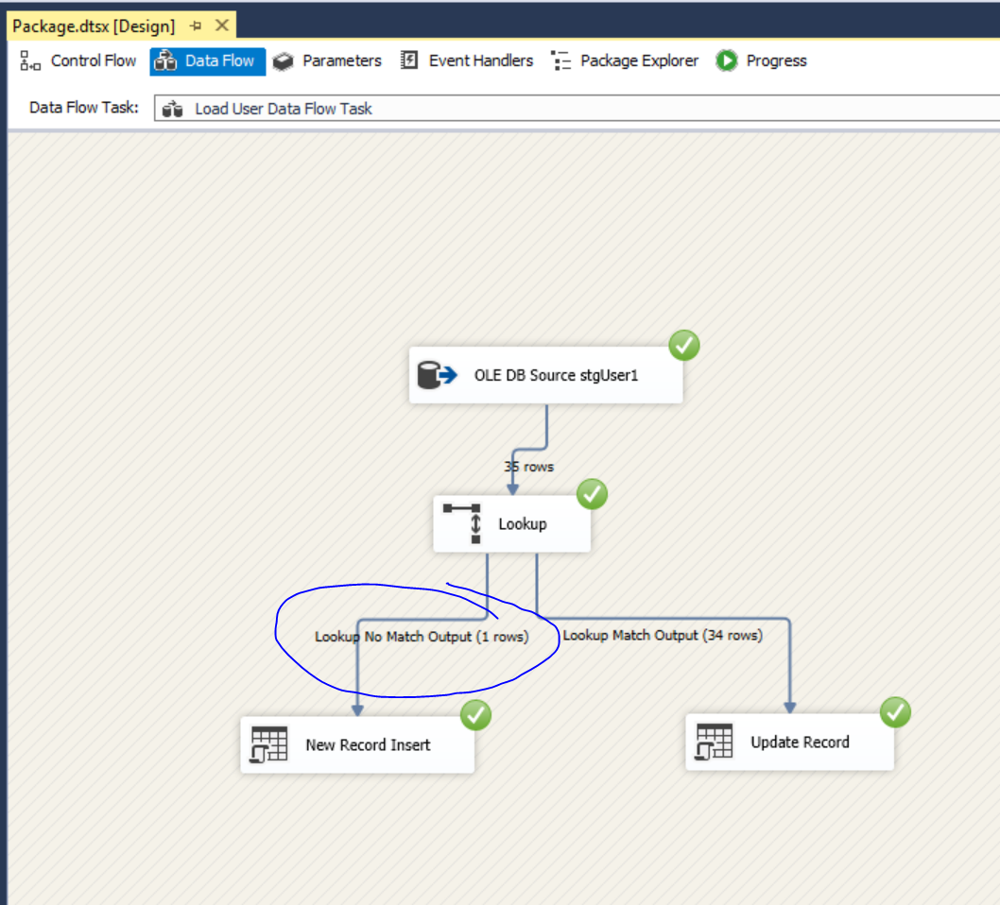 Package.dtsx [Design]
Control Flow Data Flow Parameters Event Handlers Package Explorer Progress
Data Flow Task: Load User Data Flow Task
OLE DB Source stgUser1
35 rows
Lookup
Lookup No Match Output (1 rows) Lookup Match Output (34 rows)
New Record Insert Update Record